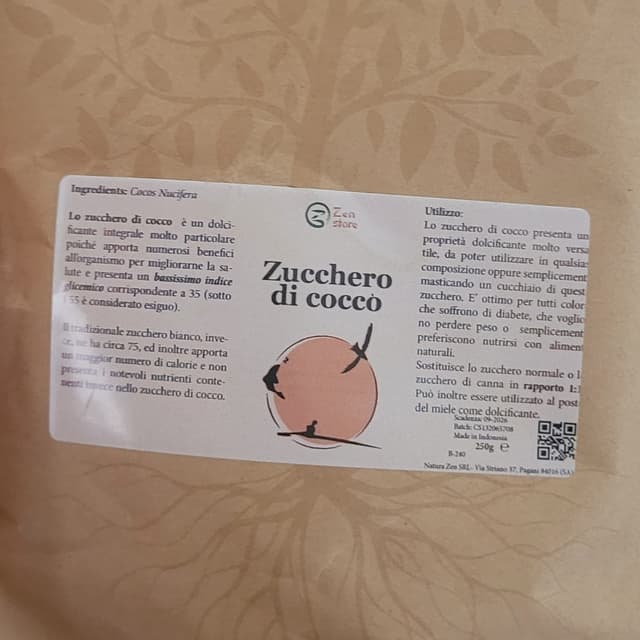 Ingredients: Cocos Nucifera
Lo zucchero di cocco è un dolci-
ficante integrale molto particolare
poiché apporta numerosi benefici
all'organismo per migliorarne la sa-
lute e presenta un bassissimo indice
glicemico corrispondente a 35 (sotto
i 55 è considerato esiguo).
Il tradizionale zucchero bianco, inve-
ce, ne ha circa 75, ed inoltre apporta
un maggior numero di calorie e non
presenta i notevoli nutrienti conte-
nenti invece nello zucchero di cocco.
Zen
store
Zucchero
di cocco
Utilizzo:
Lo zucchero di cocco presenta un
proprietà dolcificante molto versa
tile, da poter utilizzare in qualsias
composizione oppure semplicement
masticando un cucchiaio di quest
zucchero. E' ottimo per tutti color
che soffrono di diabete, che voglio
no perdere peso o semplicement
preferiscono nutrirsi con aliment
naturali.
Sostituisce lo zucchero normale o l
zucchero di canna in rapporto 1:1
Può inoltre essere utilizzato al post
del miele come dolcificante.
Scadenza: 09-2026
Batch: CS132063708
Made in Indonesia
250g e
B-240
Natura Zen SRL- Via Striano 37, Pagani 84016 (SA)